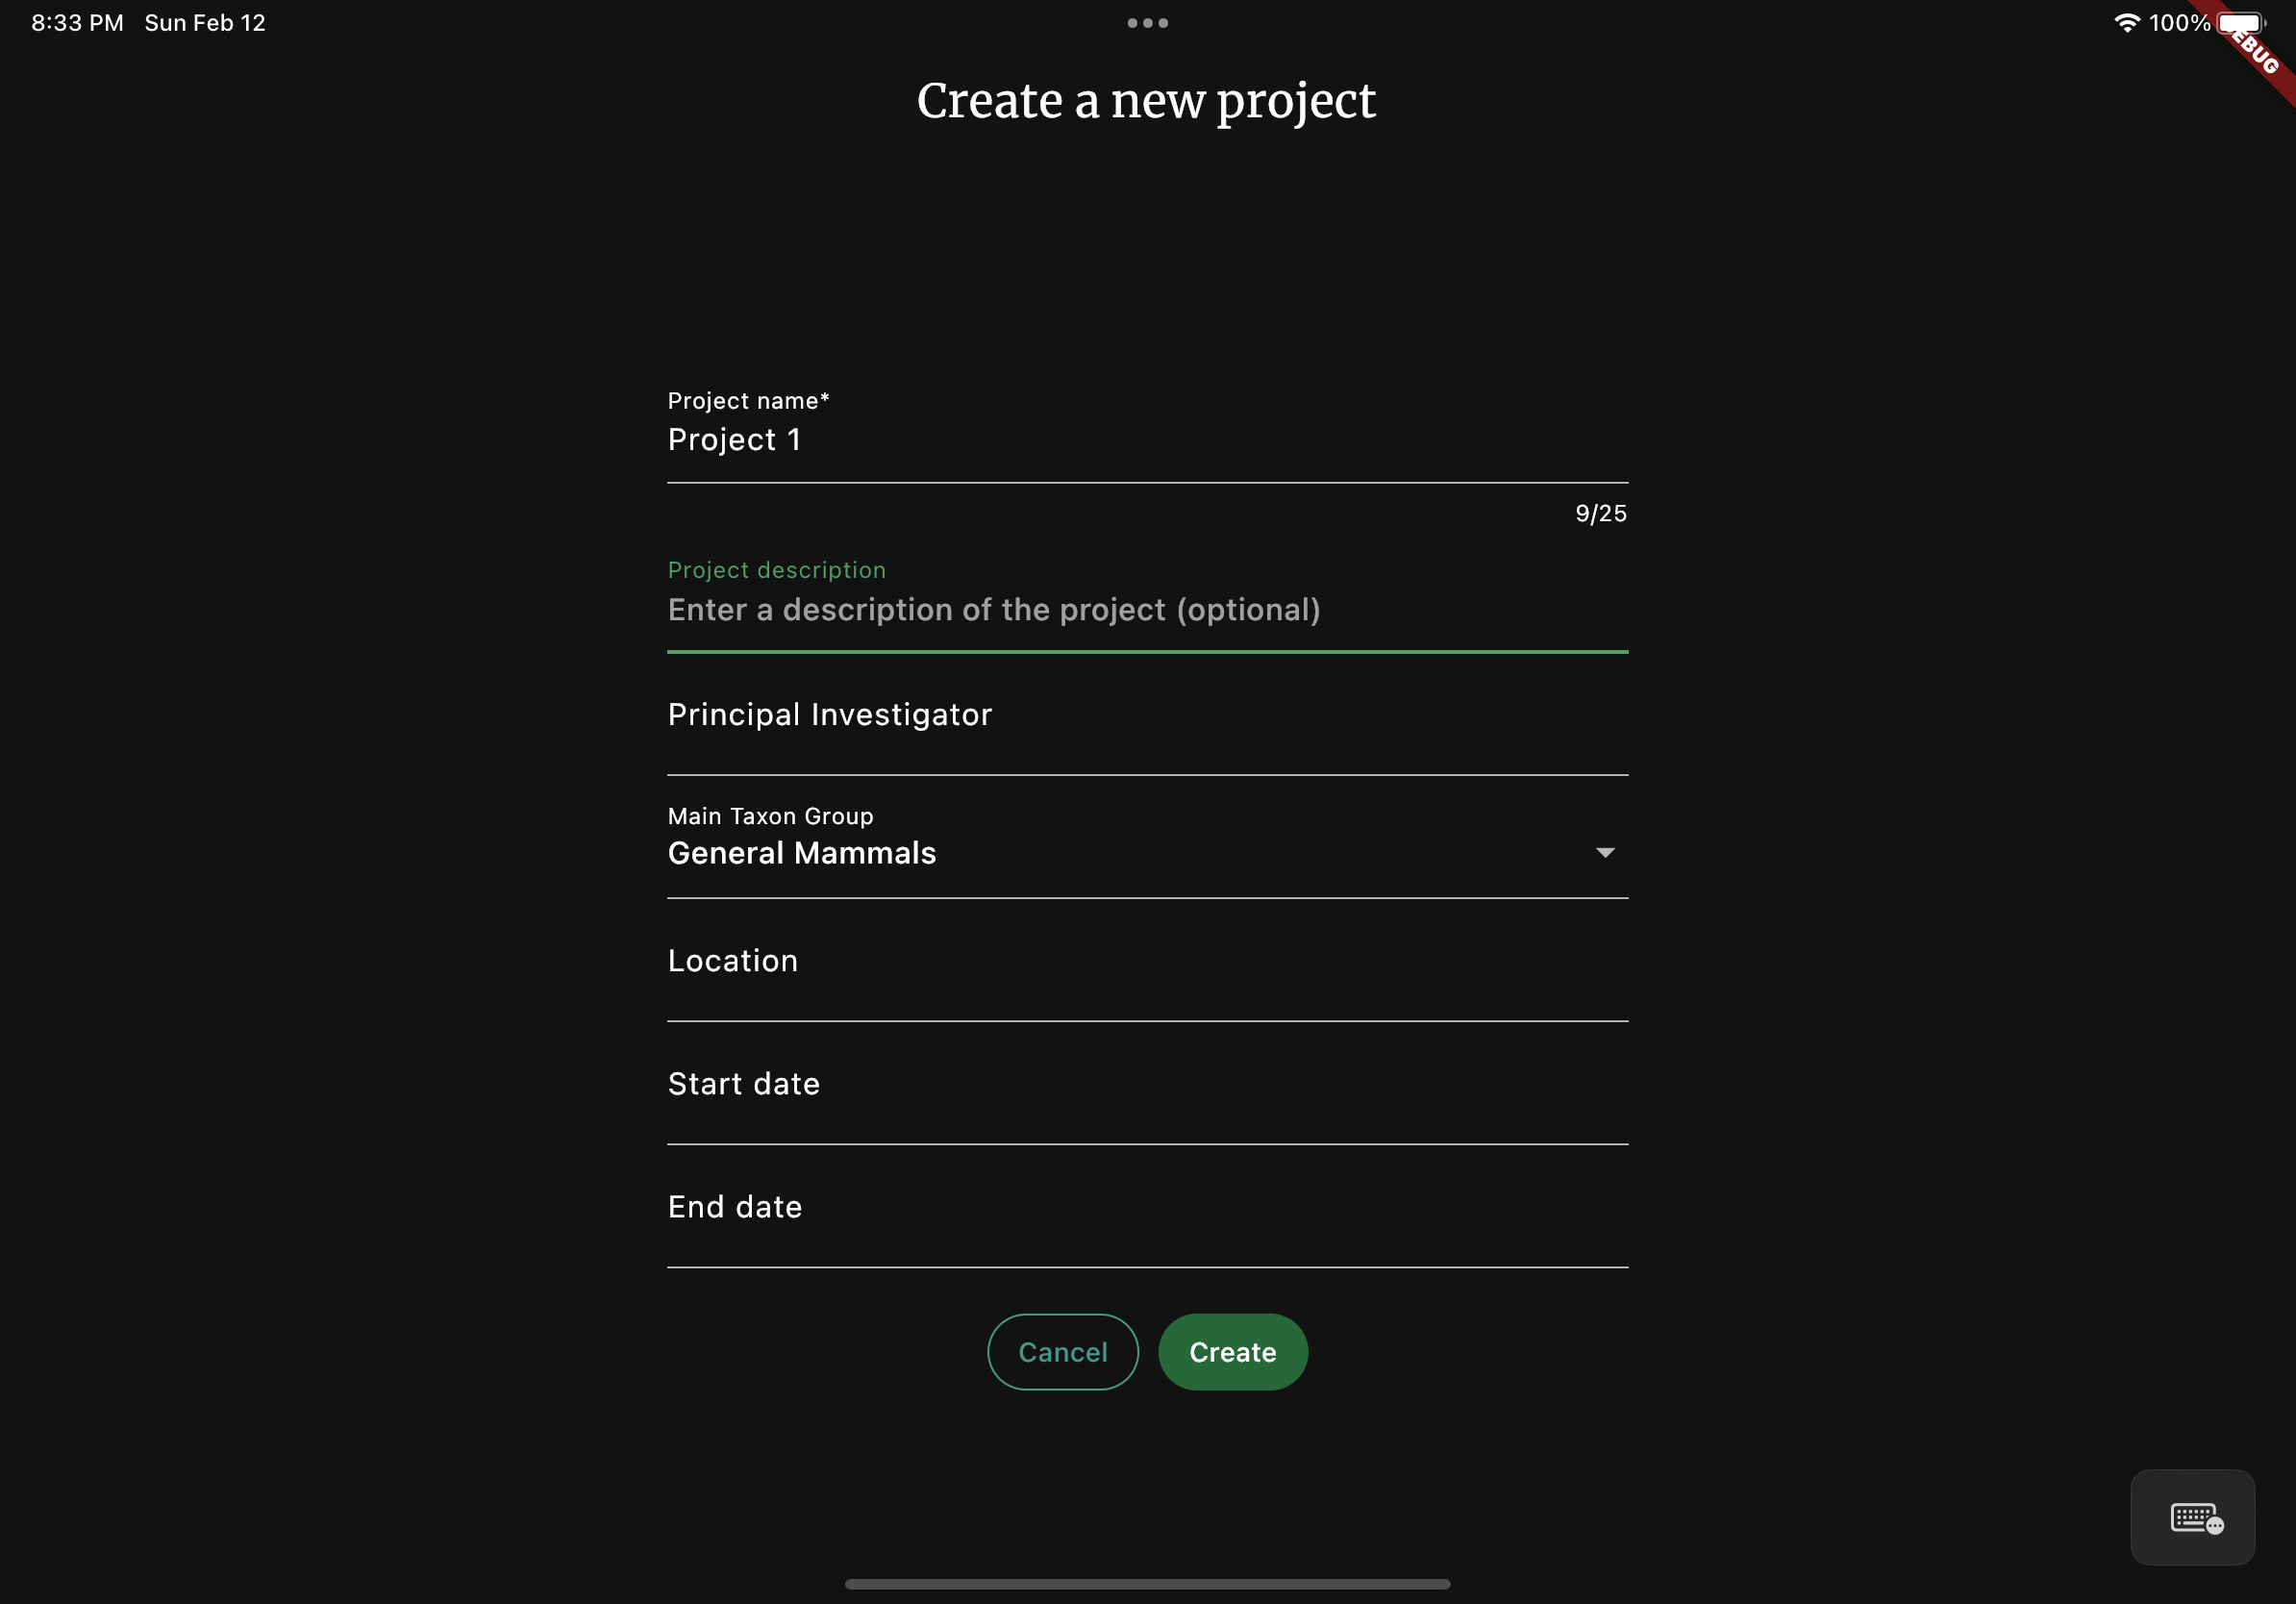 8:33 PM Sun Feb 12
100%
EBUG
Create a new project
Project name*
Project 1
9/25
Project description
Enter a description of the project (optional)
Principal Investigator
Main Taxon Group
General Mammals
Location
Start date
End date
Cancel Create